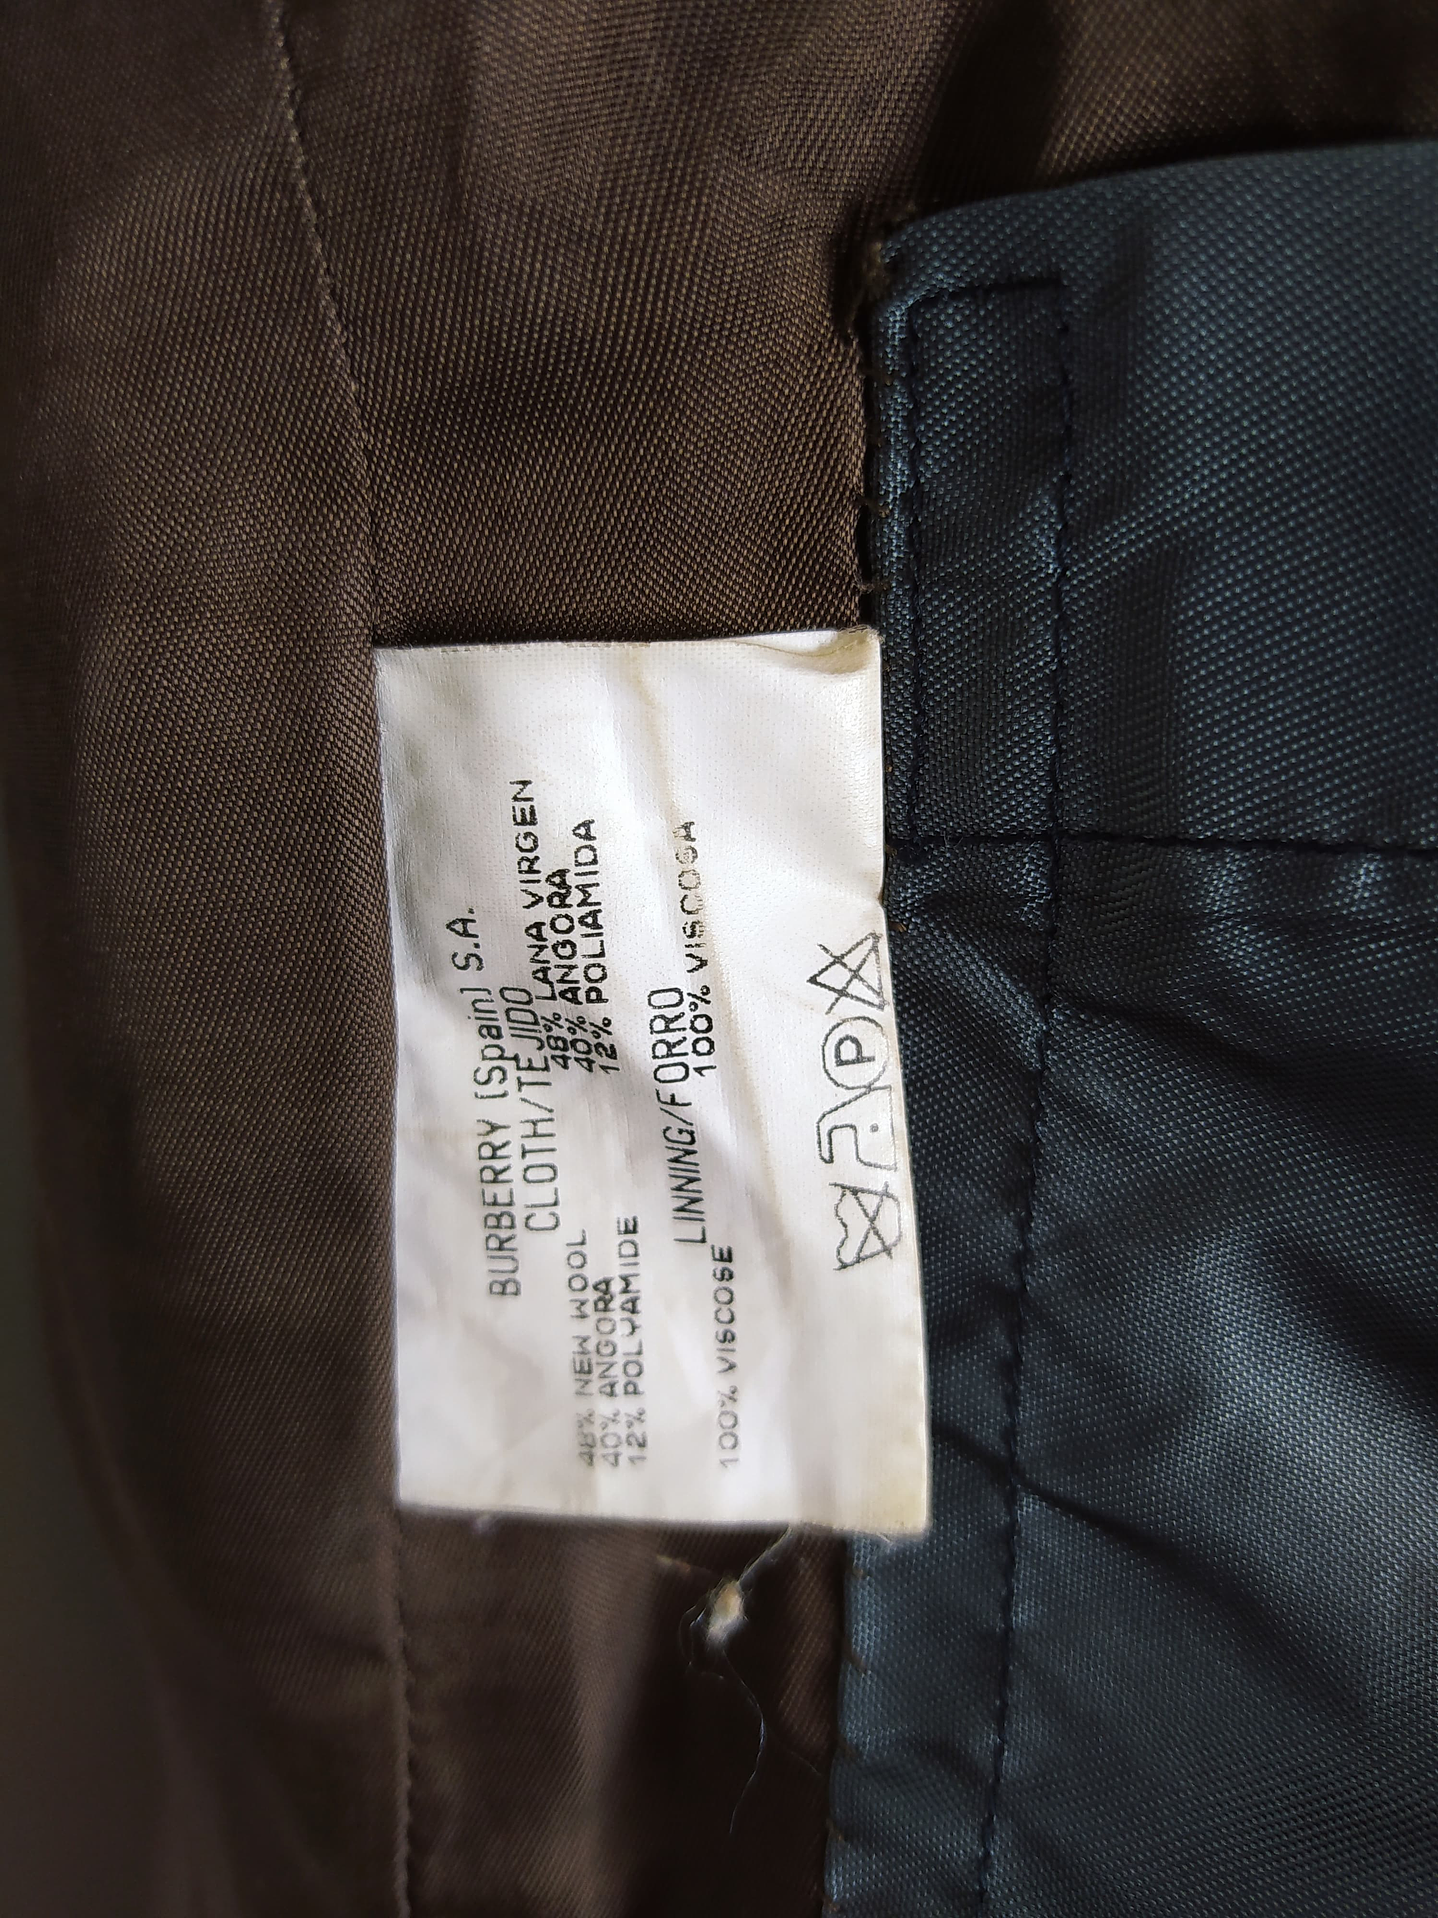 BURBERRY (Spain) S.A.
CLOTH/TEJIDO
48% NEW WOOL 48% LANA VIRGEN
40% ANGORA 40% ANGORA
12% POLYAMIDE 12% POLIAMIDA
LINNING/FORRO
100% VISCOSE 100% VISCOSA
P